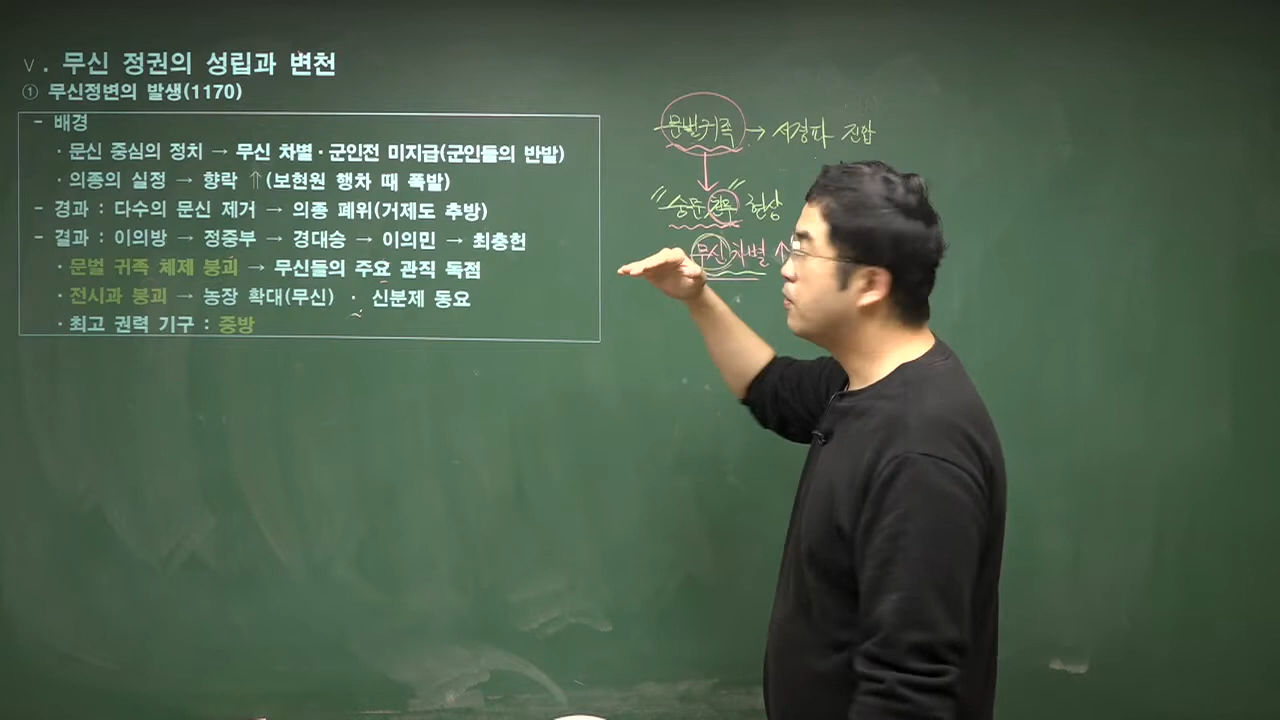 Ⅴ. 무신 정권의 성립과 변천
① 무신정변의 발생(1170)
- 배경
· 문신 중심의 정치 → 무신 차별 · 군인전 미지급(군인들의 반발)
· 의종의 실정 → 향락 ⇑ (보현원 행차 때 폭발)
- 경과 : 다수의 문신 제거 → 의종 폐위(거제도 추방)
- 결과 : 이의방 → 정중부 → 경대승 → 이의민 → 최충헌
· 문벌 귀족 체제 붕괴 → 무신들의 주요 관직 독점
· 전시과 붕괴 → 농장 확대(무신) · 신분제 동요
· 최고 권력 기구 : 중방
문벌귀족 → 서경파 진압
"숭문천무" 현상
무신차별 ↑